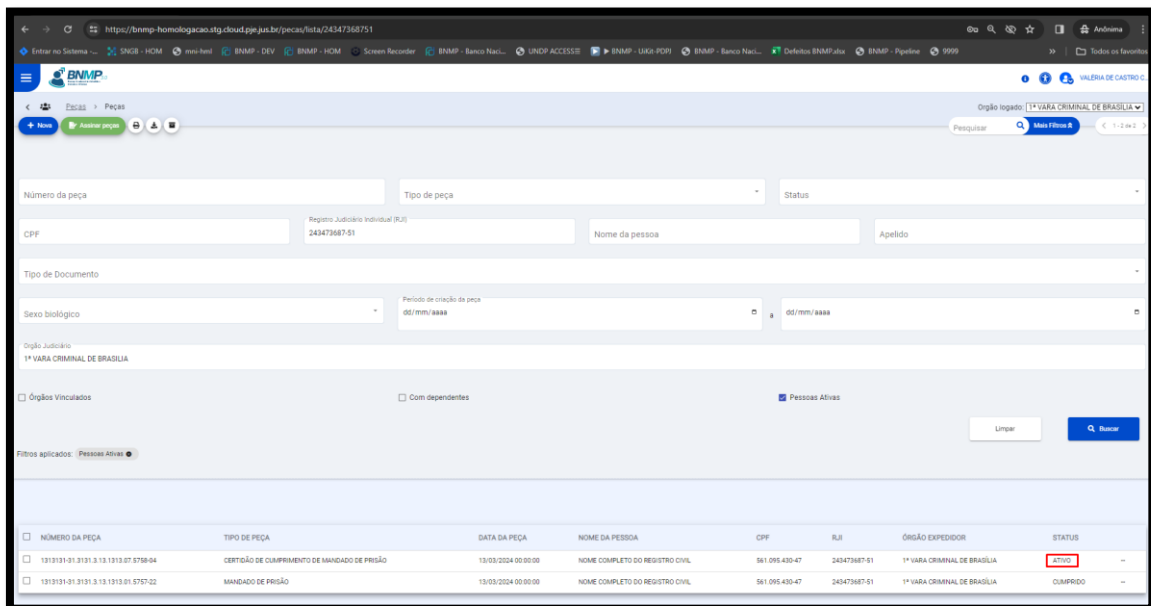 https://bnmp-homologacao.stg.cloud.pje.jus.br/pecas/lista/24347368751 Anônima
Entrar no Sistema -... SNGB - HOM mni-hml BNMP - DEV BNMP - HOM Screen Recorder BNMP - Banco Naci... UNDP ACCESSE BNMP - UiKit-PDPJ BNMP - Banco Naci... Defeitos BNMP.xlsx BNMP - Pipeline 9999 Todos os favoritos
BNMP VALERIA DE CASTRO C...
Peças > Peças Orgão logado: 1ª VARA CRIMINAL DE BRASÍLIA
+ Nova Assinar peças Pesquisar Mais Filtros 1 - 2 de 2
Número da peça Tipo de peça Status
Registro Judiciário Individual (RJI)
CPF 243473687-51 Nome da pessoa Apelido
Tipo de Documento
Período de criação da peça
Sexo biológico dd/mm/aaaa a dd/mm/aaaa
Orgão Judiciário
1ª VARA CRIMINAL DE BRASILIA
Órgãos Vinculados Com dependentes Pessoas Ativas
Limpar Buscar
Filtros aplicados: Pessoas Ativas
NÚMERO DA PEÇA TIPO DE PEÇA DATA DA PEÇA NOME DA PESSOA CPF RJI ÓRGÃO EXPEDIDOR STATUS
1313131-31.3131.3.13.1313.07.5758-04 CERTIDÃO DE CUMPRIMENTO DE MANDADO DE PRISÃO 13/03/2024 00:00:00 NOME COMPLETO DO REGISTRO CIVIL 561.095.430-47 243473687-51 1ª VARA CRIMINAL DE BRASÍLIA ATIVO --
1313131-31.3131.3.13.1313.01.5757-22 MANDADO DE PRISÃO 13/03/2024 00:00:00 NOME COMPLETO DO REGISTRO CIVIL 561.095.430-47 243473687-51 1ª VARA CRIMINAL DE BRASÍLIA CUMPRIDO --